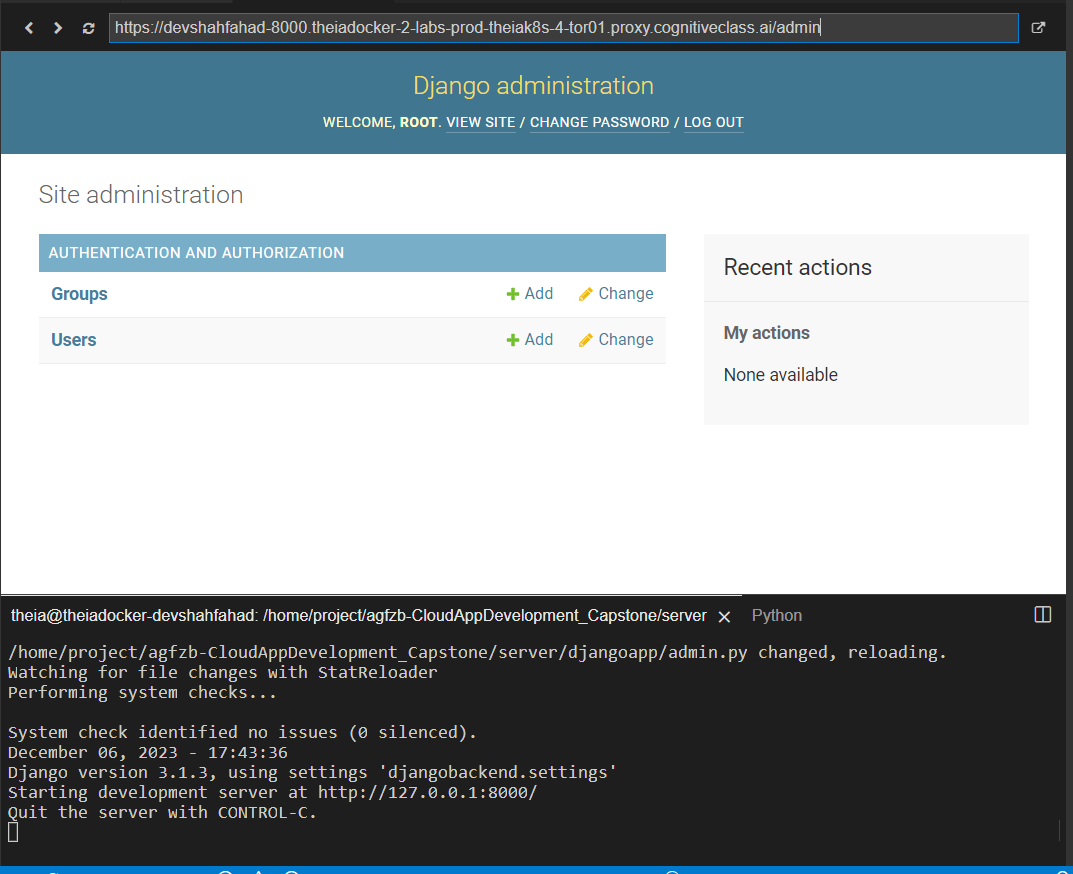 https://devshahfahad-8000.theiadocker-2-labs-prod-theiak8s-4-tor01.proxy.cognitiveclass.ai/admin
Django administration
WELCOME, ROOT. VIEW SITE / CHANGE PASSWORD / LOG OUT
Site administration
AUTHENTICATION AND AUTHORIZATION
Groups Add Change
Users Add Change
Recent actions
My actions
None available
theia@theiadocker-devshahfahad: /home/project/agfzb-CloudAppDevelopment_Capstone/server Python
/home/project/agfzb-CloudAppDevelopment_Capstone/server/djangoapp/admin.py changed, reloading.
Watching for file changes with StatReloader
Performing system checks...
System check identified no issues (0 silenced).
December 06, 2023 - 17:43:36
Django version 3.1.3, using settings 'djangobackend.settings'
Starting development server at http://127.0.0.1:8000/
Quit the server with CONTROL-C.